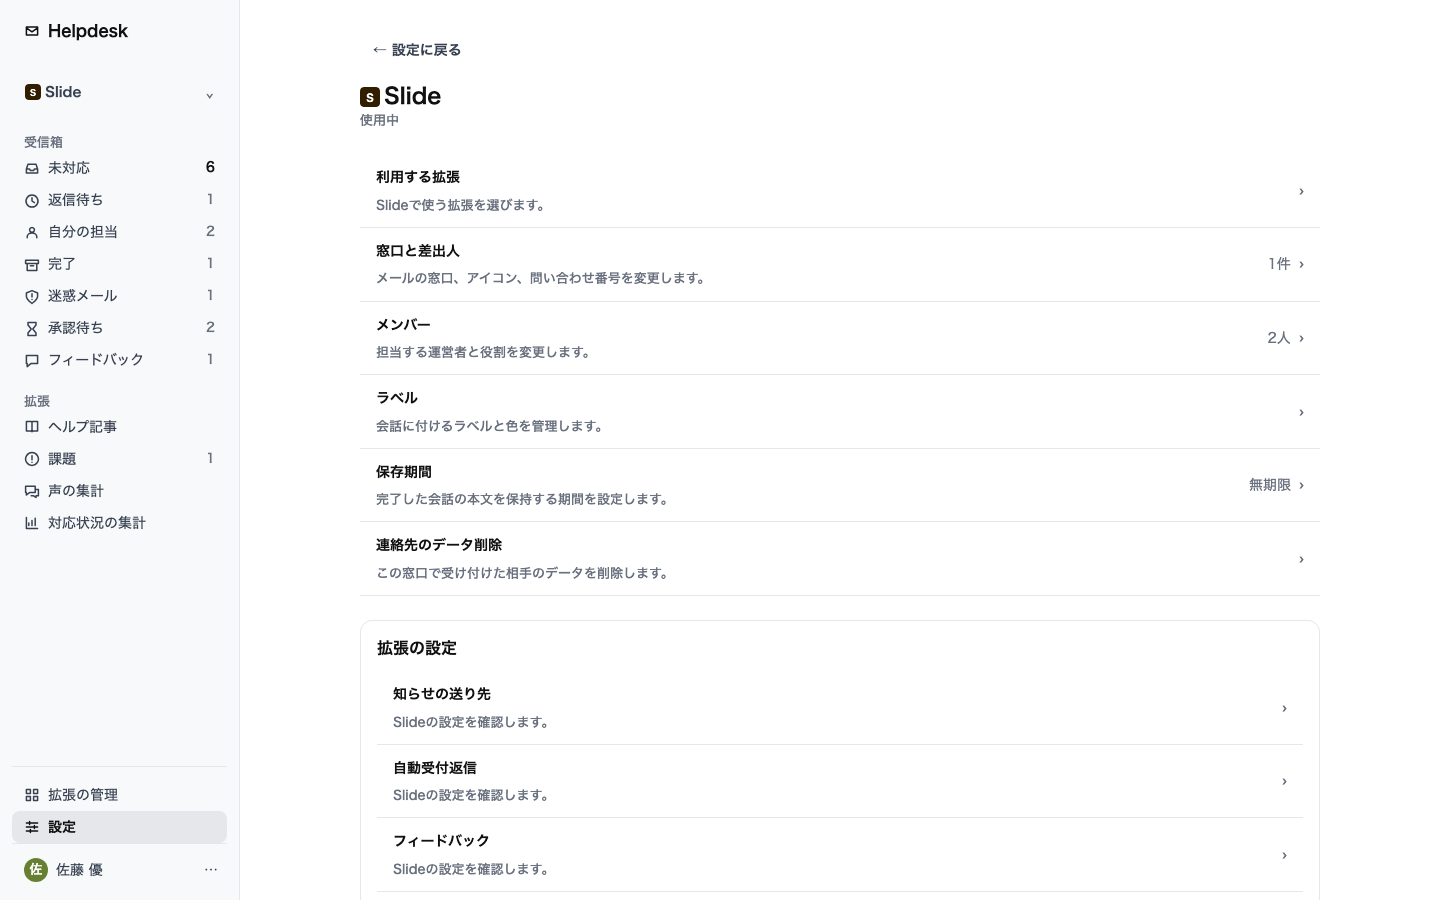 Helpdesk
S Slide
受信箱
未対応 6
返信待ち 1
自分の担当 2
完了 1
迷惑メール 1
承認待ち 2
フィードバック 1
拡張
ヘルプ記事
課題 1
声の集計
対応状況の集計
拡張の管理
設定
佐 佐藤 優 …
← 設定に戻る
S Slide
使用中
利用する拡張
Slideで使う拡張を選びます。
窓口と差出人
メールの窓口、アイコン、問い合わせ番号を変更します。
1件
メンバー
担当する運営者と役割を変更します。
2人
ラベル
会話に付けるラベルと色を管理します。
保存期間
完了した会話の本文を保持する期間を設定します。
無期限
連絡先のデータ削除
この窓口で受け付けた相手のデータを削除します。
拡張の設定
知らせの送り先
Slideの設定を確認します。
自動受付返信
Slideの設定を確認します。
フィードバック
Slideの設定を確認します。